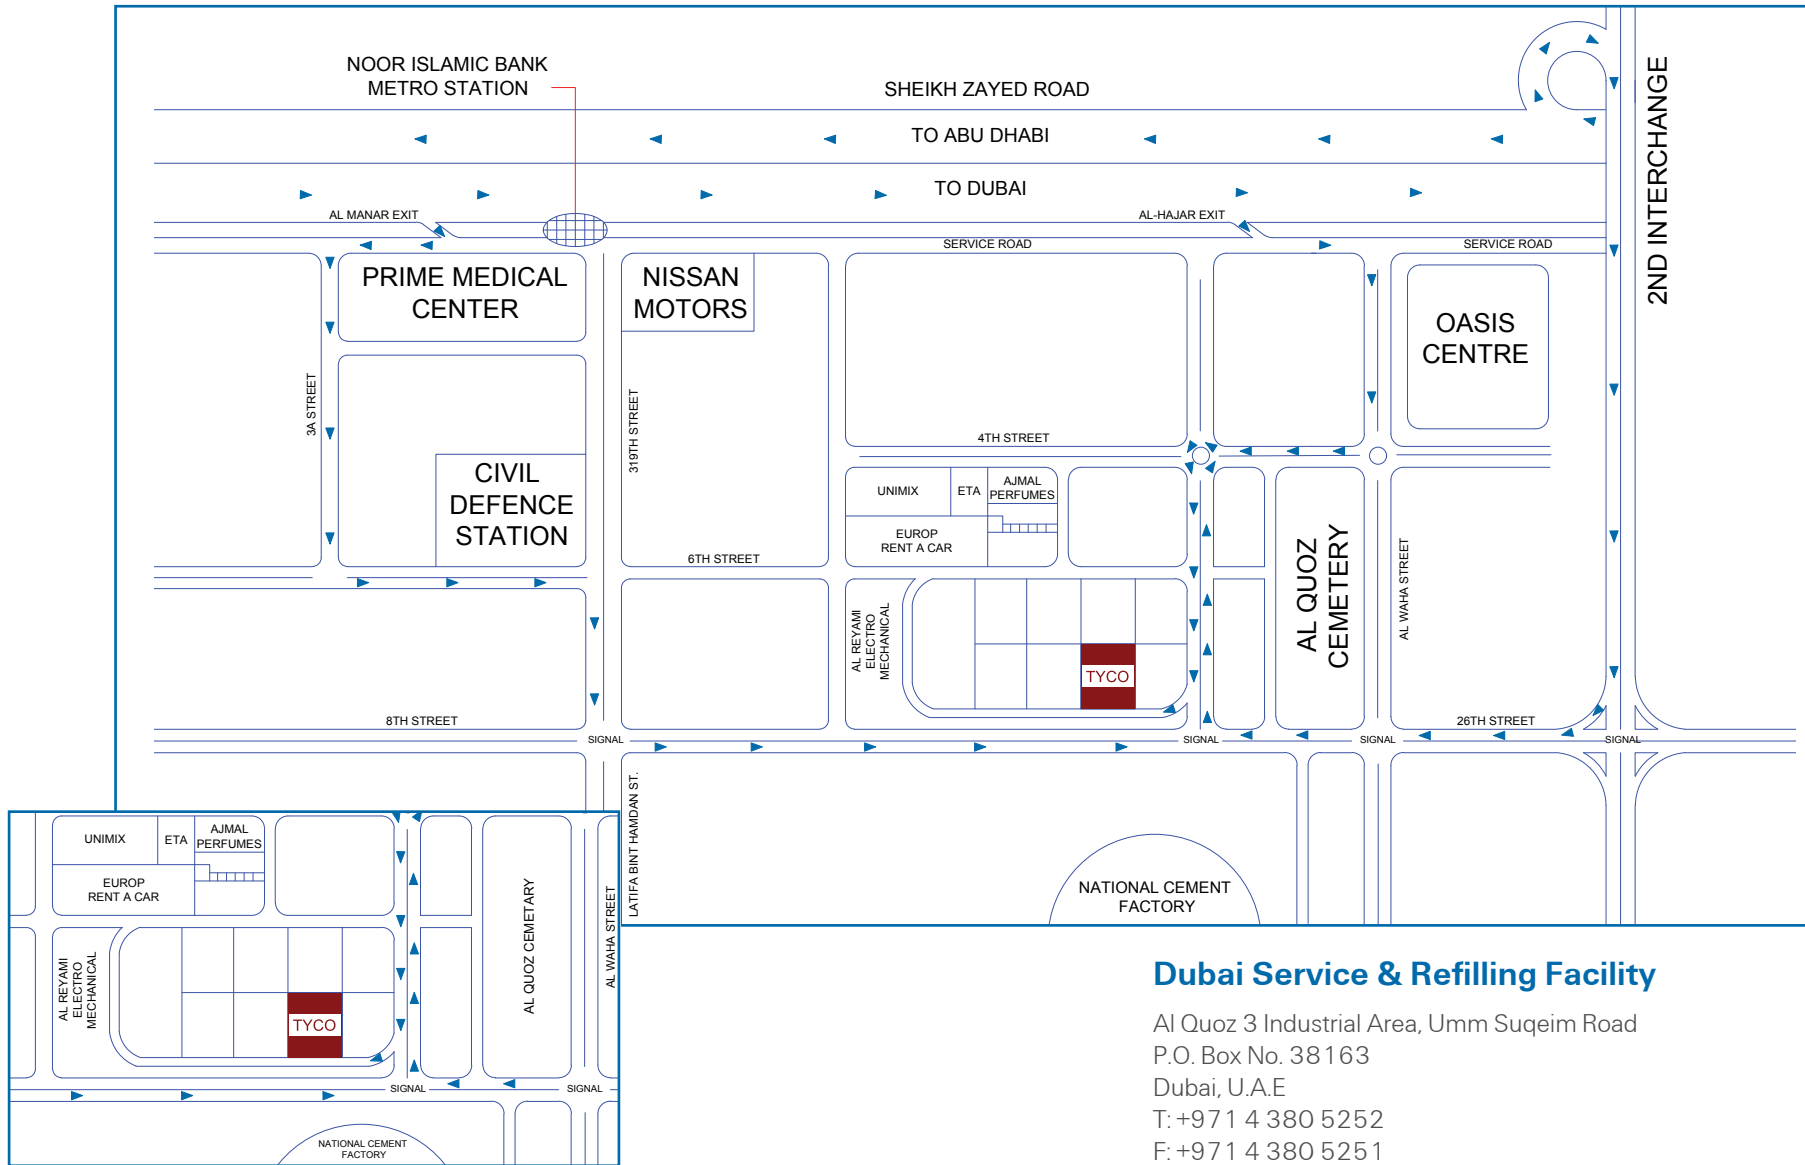 NOOR ISLAMIC BANK
METRO STATION
SHEIKH ZAYED ROAD
TO ABU DHABI
TO DUBAI
2ND INTERCHANGE
AL MANAR EXIT
AL-HAJAR EXIT
SERVICE ROAD
SERVICE ROAD
PRIME MEDICAL
CENTER
NISSAN
MOTORS
OASIS
CENTRE
3A STREET
319TH STREET
4TH STREET
CIVIL
DEFENCE
STATION
UNIMIX
ETA
AJMAL
PERFUMES
EUROP
RENT A CAR
6TH STREET
AL QUOZ
CEMETERY
AL WAHA STREET
AL REYAMI
ELECTRO
MECHANICAL
TYCO
8TH STREET
26TH STREET
SIGNAL
SIGNAL
SIGNAL
SIGNAL
LATIFA BINT HAMDAN ST.
NATIONAL CEMENT
FACTORY
UNIMIX
ETA
AJMAL
PERFUMES
EUROP
RENT A CAR
AL QUOZ CEMETARY
AL WAHA STREET
AL REYAMI
ELECTRO
MECHANICAL
TYCO
SIGNAL
SIGNAL
NATIONAL CEMENT
FACTORY
Dubai Service & Refilling Facility
Al Quoz 3 Industrial Area, Umm Suqeim Road
P.O. Box No. 38163
Dubai, U.A.E
T: +971 4 380 5252
F: +971 4 380 5251